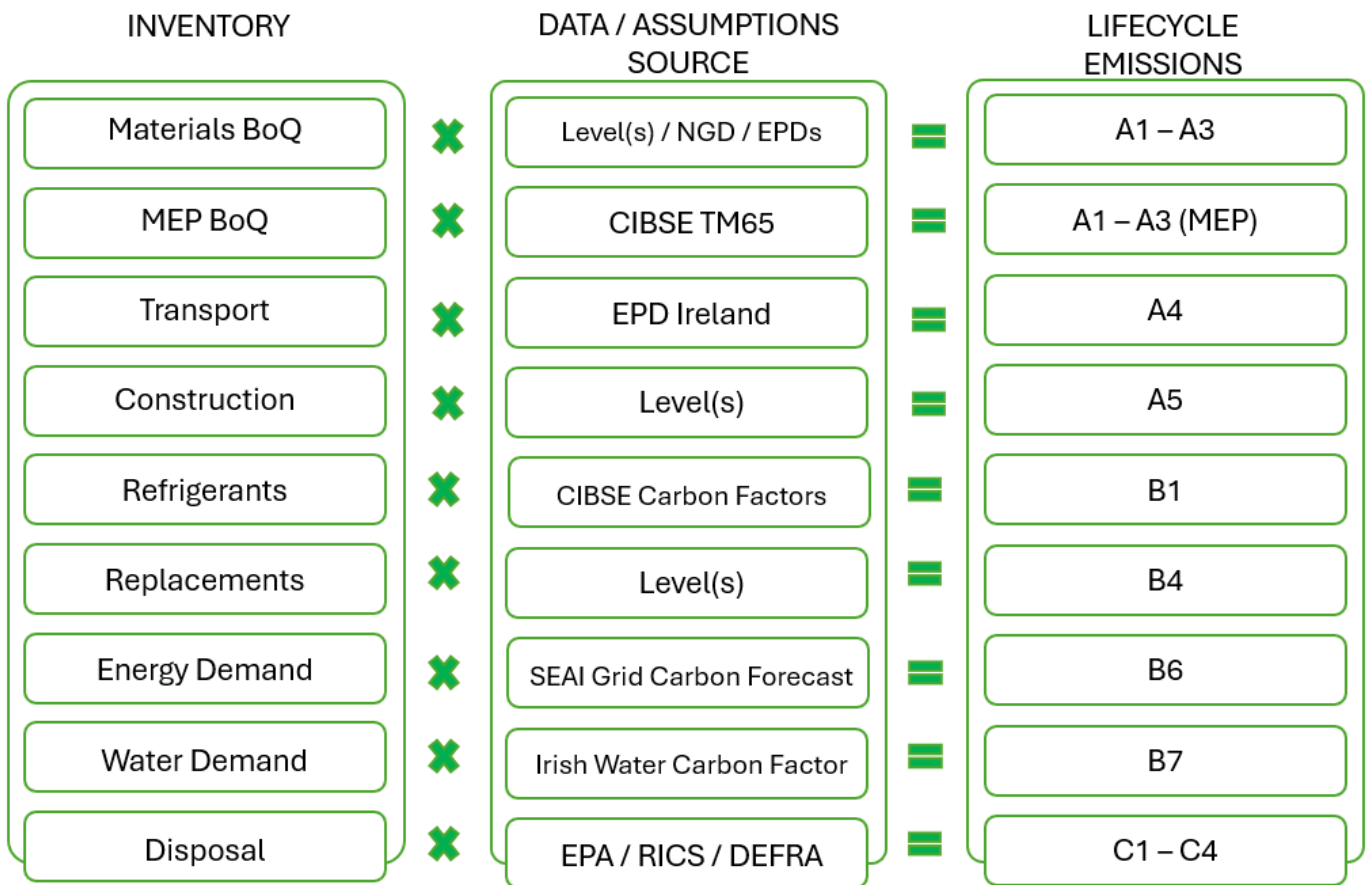 INVENTORY
DATA / ASSUMPTIONS
SOURCE
LIFECYCLE
EMISSIONS
Materials BoQ
Level(s) / NGD / EPDs
A1 – A3
MEP BoQ
CIBSE TM65
A1 – A3 (MEP)
Transport
EPD Ireland
A4
Construction
Level(s)
A5
Refrigerants
CIBSE Carbon Factors
B1
Replacements
Level(s)
B4
Energy Demand
SEAI Grid Carbon Forecast
B6
Water Demand
Irish Water Carbon Factor
B7
Disposal
EPA / RICS / DEFRA
C1 – C4